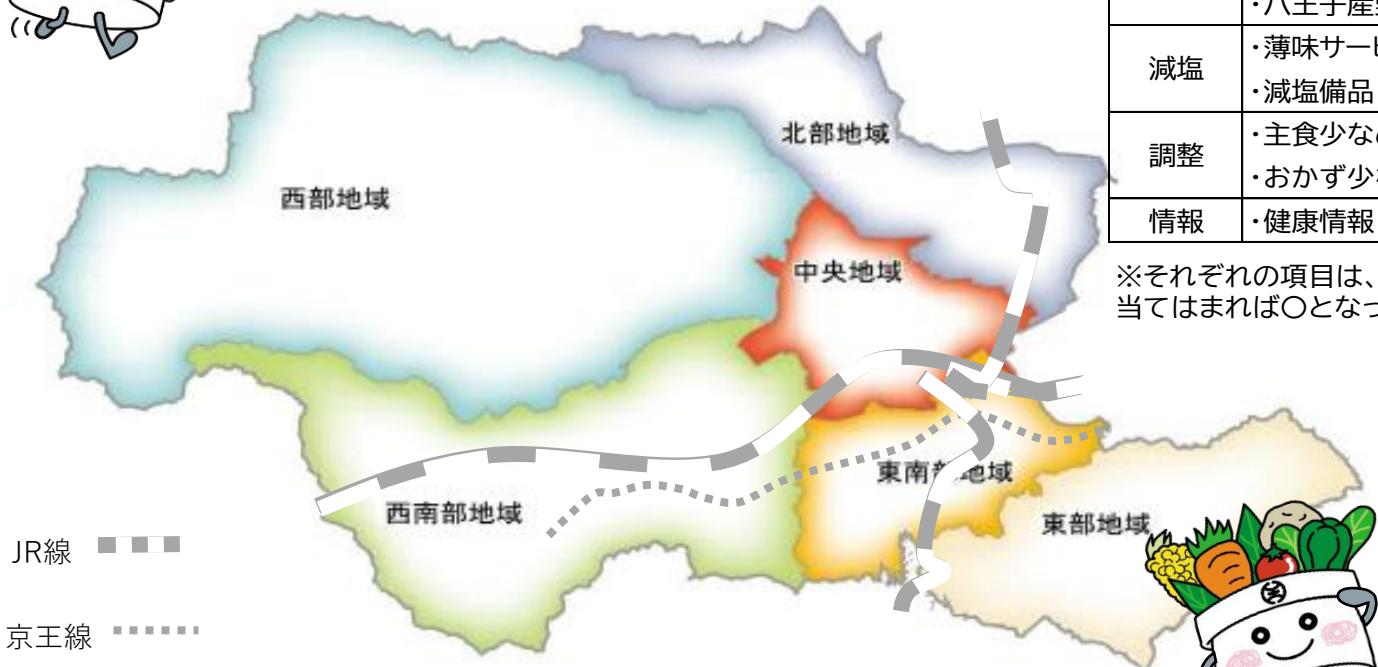 ・八王子産
減塩
・薄味サー
・減塩備品
調整
・主食少な
・おかず少
情報
・健康情報
※それぞれの項目は、
当てはまれば〇となっ
北部地域
西部地域
中央地域
東南 地域
西南部地域
東部地域
JR線
京王線